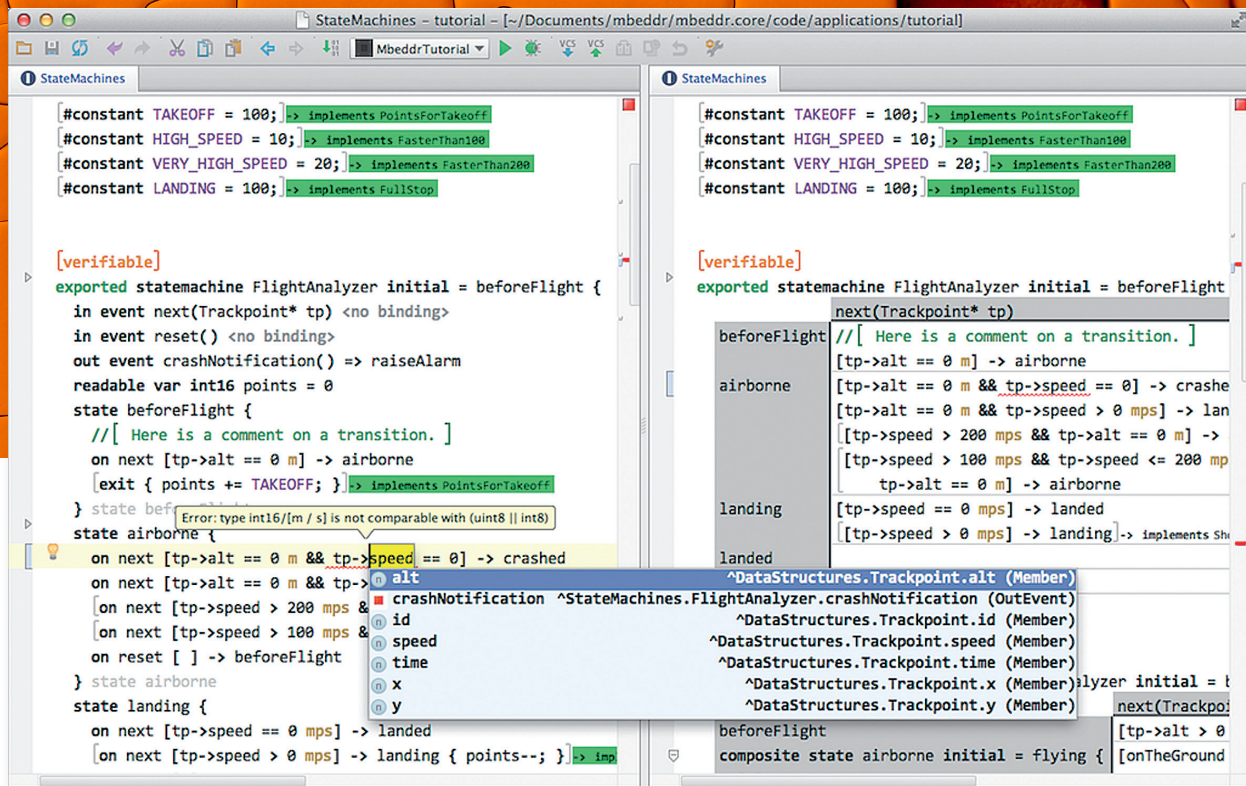 StateMachines – tutorial – [~/Documents/mbeddr/mbeddr.core/code/applications/tutorial]
MbeddrTutorial
VCS VCS
StateMachines
[#constant TAKEOFF = 100;] -> implements PointsForTakeoff
[#constant HIGH_SPEED = 10;] -> implements FasterThan100
[#constant VERY_HIGH_SPEED = 20;] -> implements FasterThan200
[#constant LANDING = 100;] -> implements FullStop
[verifiable]
exported statemachine FlightAnalyzer initial = beforeFlight {
in event next(Trackpoint* tp) <no binding>
in event reset() <no binding>
out event crashNotification() => raiseAlarm
readable var int16 points = 0
state beforeFlight {
//[ Here is a comment on a transition. ]
on next [tp->alt == 0 m] -> airborne
[exit { points += TAKEOFF; }] -> implements PointsForTakeoff
} state bef
Error: type int16/[m / s] is not comparable with (uint8 || int8)
state airborne {
on next [tp->alt == 0 m && tp->speed == 0] -> crashed
on next [tp->alt == 0 m && tp->
[on next [tp->speed > 200 mps &
[on next [tp->speed > 100 mps &
on reset [ ] -> beforeFlight
} state airborne
state landing {
on next [tp->speed == 0 mps] -> landed
[on next [tp->speed > 0 mps] -> landing { points--; }] -> imp
alt ^DataStructures.Trackpoint.alt (Member)
crashNotification ^StateMachines.FlightAnalyzer.crashNotification (OutEvent)
id ^DataStructures.Trackpoint.id (Member)
speed ^DataStructures.Trackpoint.speed (Member)
time ^DataStructures.Trackpoint.time (Member)
x ^DataStructures.Trackpoint.x (Member)
y ^DataStructures.Trackpoint.y (Member)
StateMachines
[#constant TAKEOFF = 100;] -> implements PointsForTakeoff
[#constant HIGH_SPEED = 10;] -> implements FasterThan100
[#constant VERY_HIGH_SPEED = 20;] -> implements FasterThan200
[#constant LANDING = 100;] -> implements FullStop
[verifiable]
exported statemachine FlightAnalyzer initial = beforeFlight
next(Trackpoint* tp)
beforeFlight //[ Here is a comment on a transition. ]
[tp->alt == 0 m] -> airborne
airborne [tp->alt == 0 m && tp->speed == 0] -> crashe
[tp->alt == 0 m && tp->speed > 0 mps] -> lan
[[tp->speed > 200 mps && tp->alt == 0 m] ->
[[tp->speed > 100 mps && tp->speed <= 200 mp
tp->alt == 0 m] -> airborne
landing [tp->speed == 0 mps] -> landed
[[tp->speed > 0 mps] -> landing] -> implements Sho
landed
alyzer initial = b
next(Trackpoi
beforeFlight [tp->alt > 0
composite state airborne initial = flying { [onTheGround